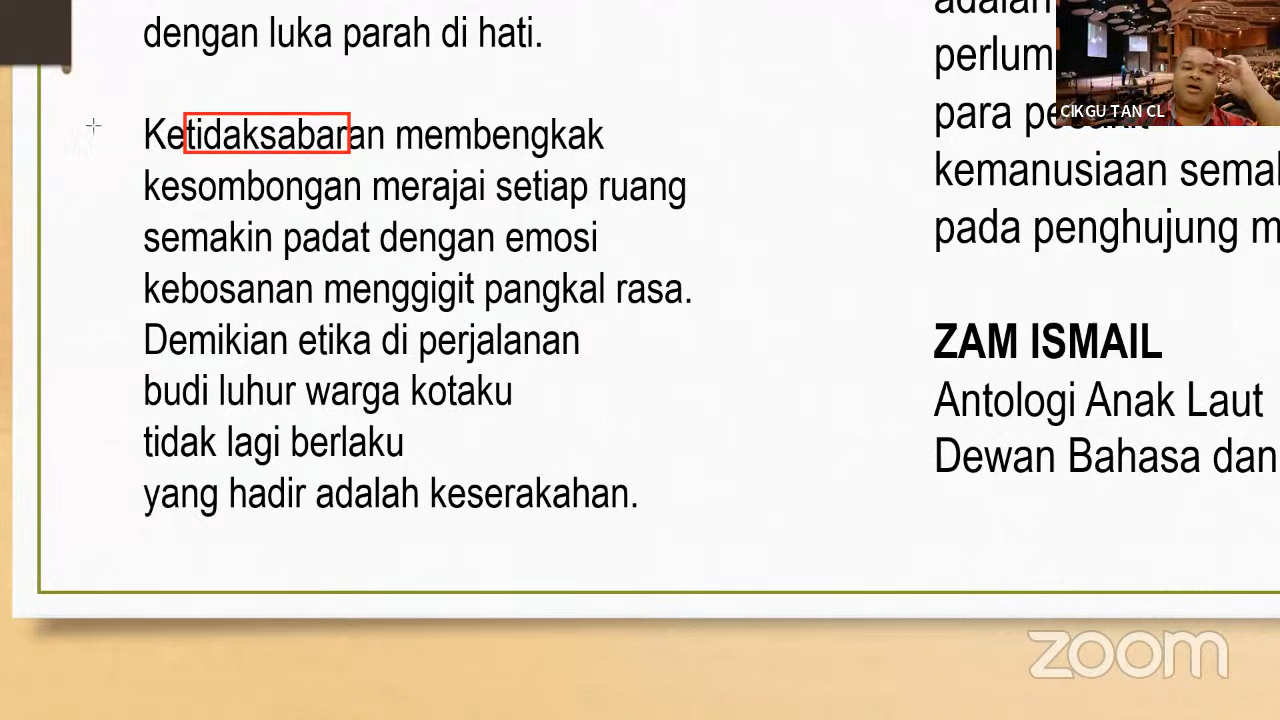 dengan luka parah di hati.
Ketidaksabaran membengkak
kesombongan merajai setiap ruang
semakin padat dengan emosi
kebosanan menggigit pangkal rasa.
Demikian etika di perjalanan
budi luhur warga kotaku
tidak lagi berlaku
yang hadir adalah keserakahan.
adalah
perlum
para
kemanusiaan semak
pada penghujung m
ZAM ISMAIL
Antologi Anak Laut
Dewan Bahasa dan
CIKGU TAN CL
zoom